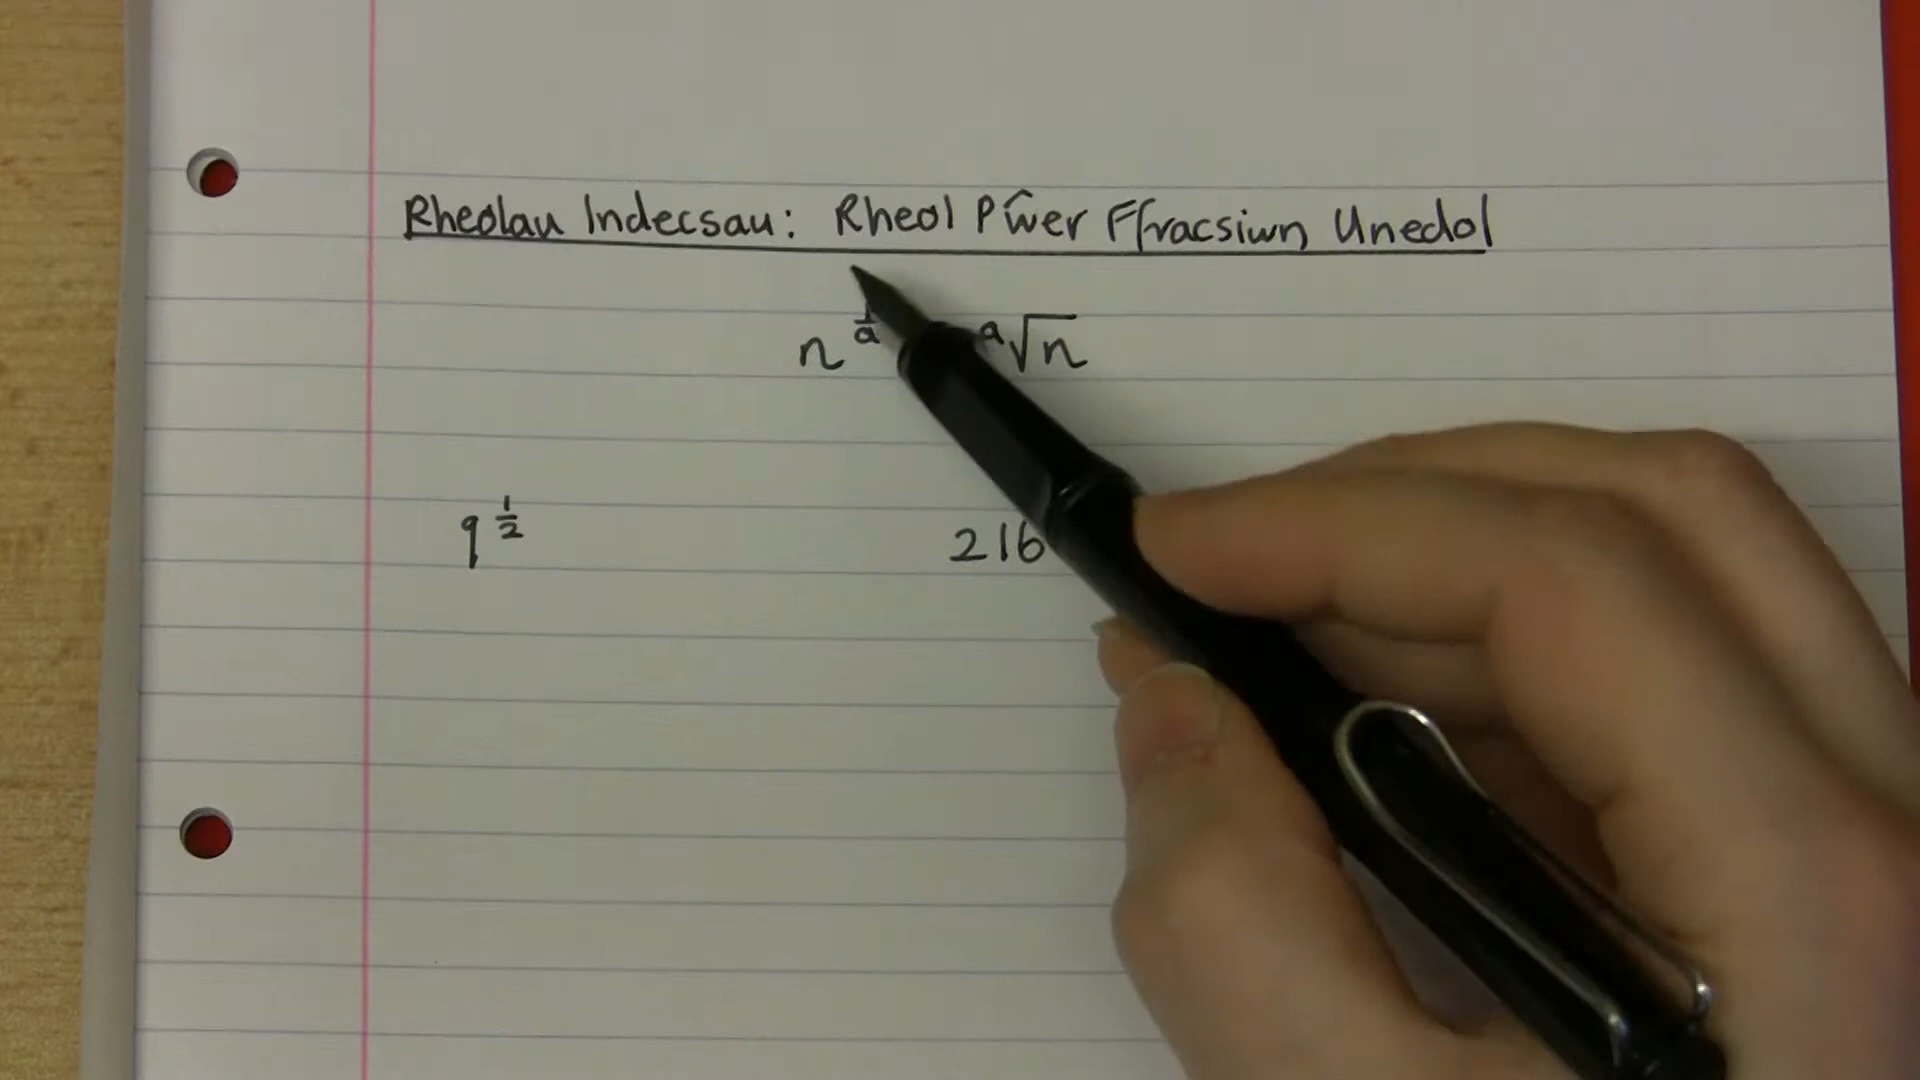 Rheolau Indecsau: Rheol Pŵer Ffracsiwn Unedol
n^(1/a) ᵃ√n
9^(1/2) 216